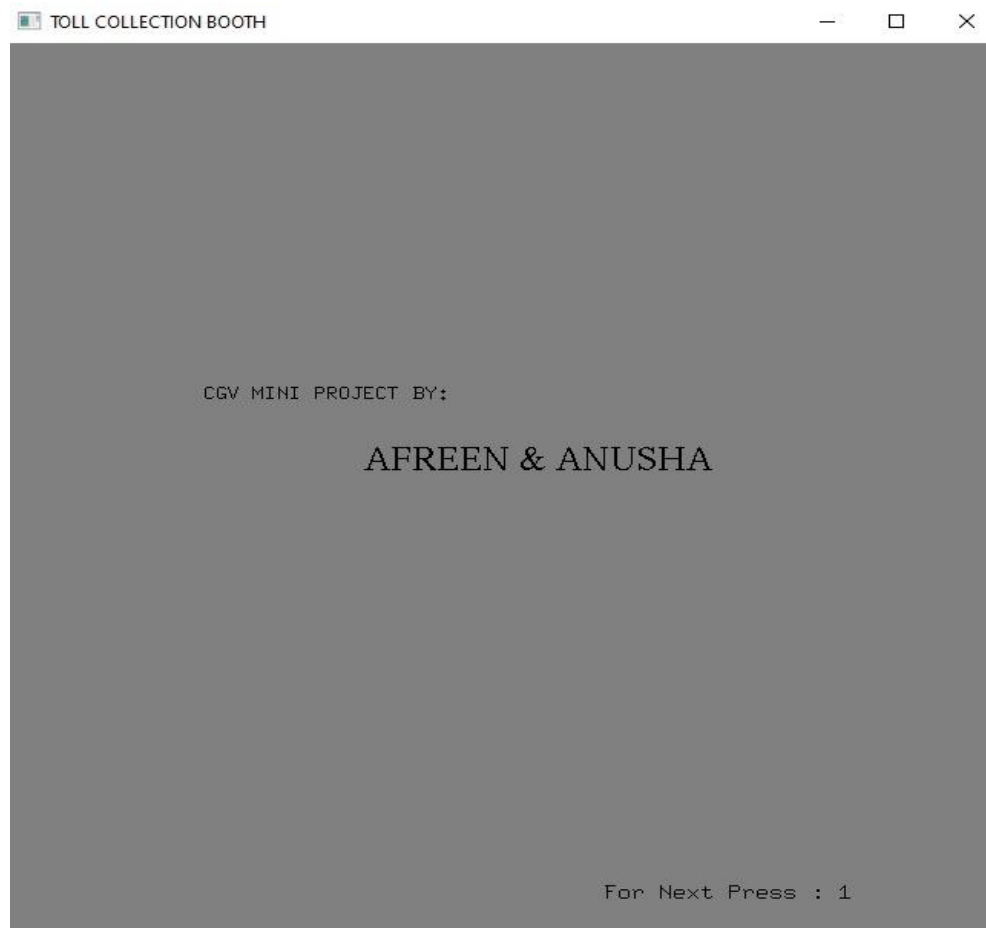 TOLL COLLECTION BOOTH
CGV MINI PROJECT BY:
AFREEN & ANUSHA
For Next Press : 1